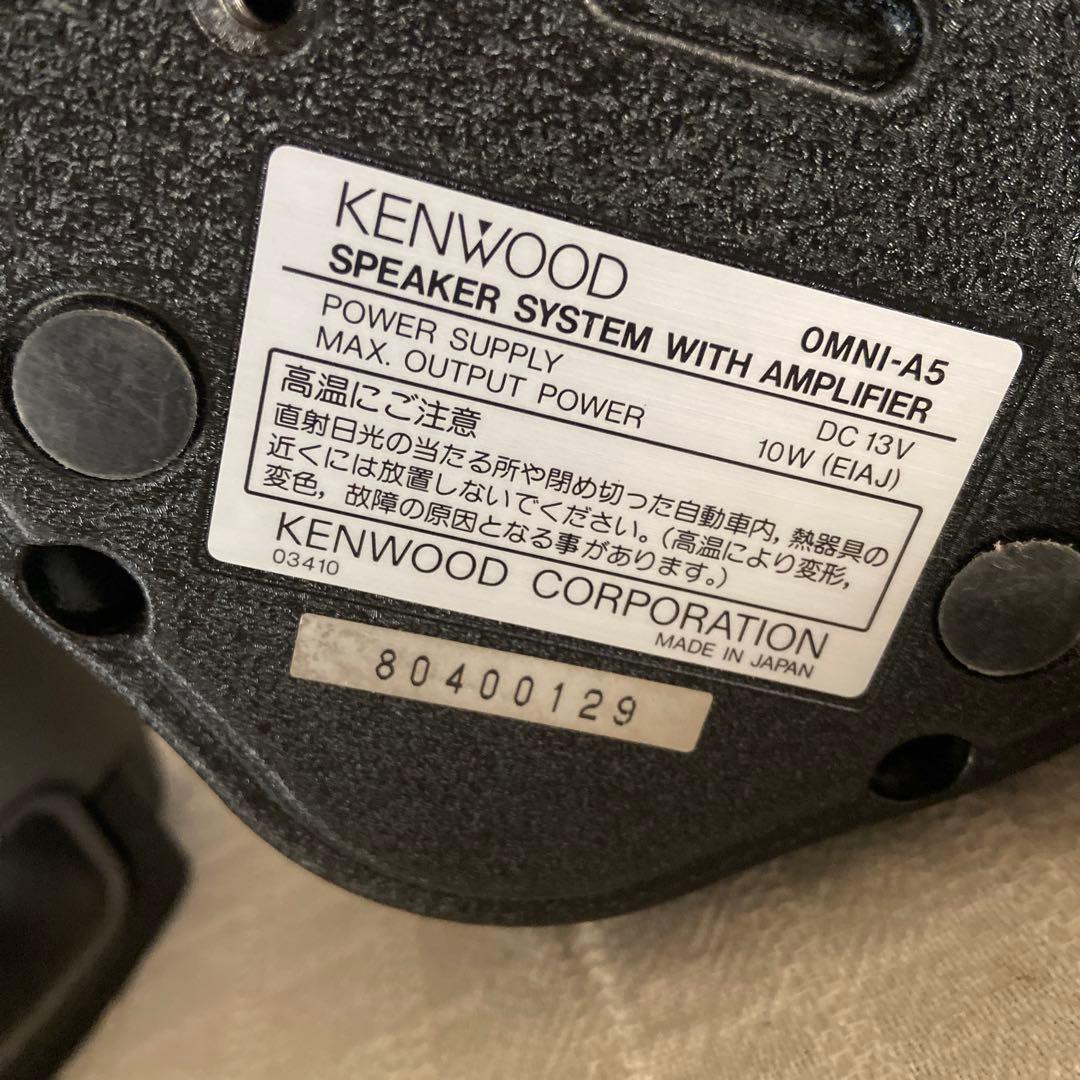 KENWOOD
OMNI-A5
SPEAKER SYSTEM WITH AMPLIFIER
POWER SUPPLY DC 13V
MAX. OUTPUT POWER 10W (EIAJ)
高温にご注意
直射日光の当たる所や閉め切った自動車内,熱器具の
近くには放置しないでください。(高温により変形,
変色,故障の原因となる事があります。)
KENWOOD CORPORATION
03410 MADE IN JAPAN
80400129